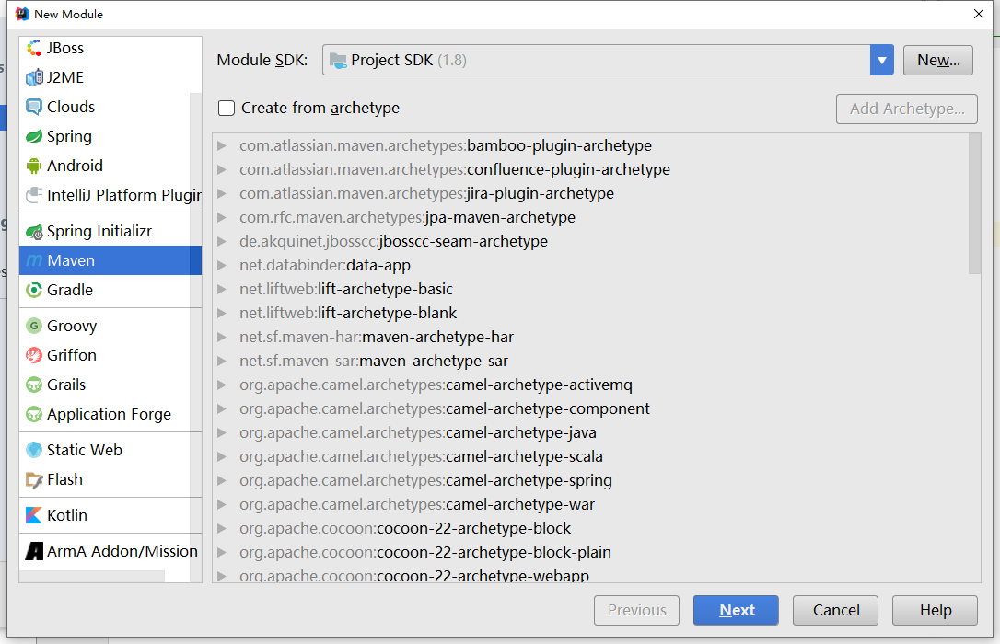 New Module
JBoss
J2ME
Clouds
Spring
Android
IntelliJ Platform Plugin
Spring Initializr
Maven
Gradle
Groovy
Griffon
Grails
Application Forge
Static Web
Flash
Kotlin
ArmA Addon/Mission
Module SDK: Project SDK (1.8) New...
Create from archetype Add Archetype...
com.atlassian.maven.archetypes:bamboo-plugin-archetype
com.atlassian.maven.archetypes:confluence-plugin-archetype
com.atlassian.maven.archetypes:jira-plugin-archetype
com.rfc.maven.archetypes:jpa-maven-archetype
de.akquinet.jbosscc:jbosscc-seam-archetype
net.databinder:data-app
net.liftweb:lift-archetype-basic
net.liftweb:lift-archetype-blank
net.sf.maven-har:maven-archetype-har
net.sf.maven-sar:maven-archetype-sar
org.apache.camel.archetypes:camel-archetype-activemq
org.apache.camel.archetypes:camel-archetype-component
org.apache.camel.archetypes:camel-archetype-java
org.apache.camel.archetypes:camel-archetype-scala
org.apache.camel.archetypes:camel-archetype-spring
org.apache.camel.archetypes:camel-archetype-war
org.apache.cocoon:cocoon-22-archetype-block
org.apache.cocoon:cocoon-22-archetype-block-plain
org.apache.cocoon:cocoon-22-archetype-webapp
Previous Next Cancel Help